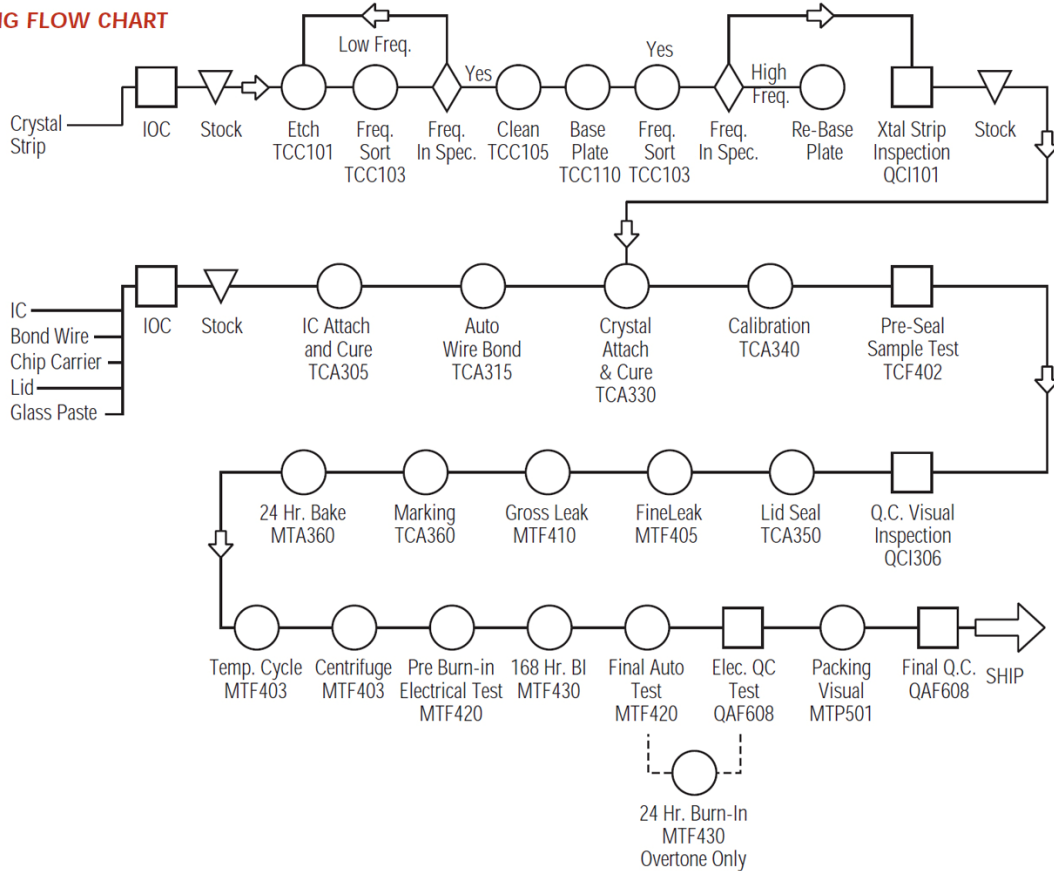 NG FLOW CHART
Low Freq.
Yes
Yes
High
Freq.
Crystal
Strip
IOC
Stock
Etch
TCC101
Freq.
Sort
TCC103
Freq.
In Spec.
Clean
TCC105
Base
Plate
TCC110
Freq.
Sort
TCC103
Freq.
In Spec.
Re-Base
Plate
Xtal Strip
Inspection
QCI101
Stock
IC
Bond Wire
Chip Carrier
Lid
Glass Paste
IOC
Stock
IC Attach
and Cure
TCA305
Auto
Wire Bond
TCA315
Crystal
Attach
& Cure
TCA330
Calibration
TCA340
Pre-Seal
Sample Test
TCF402
24 Hr. Bake
MTA360
Marking
TCA360
Gross Leak
MTF410
FineLeak
MTF405
Lid Seal
TCA350
Q.C. Visual
Inspection
QCI306
Temp. Cycle
MTF403
Centrifuge
MTF403
Pre Burn-in
Electrical Test
MTF420
168 Hr. BI
MTF430
Final Auto
Test
MTF420
Elec. QC
Test
QAF608
Packing
Visual
MTP501
Final Q.C.
QAF608
SHIP
24 Hr. Burn-In
MTF430
Overtone Only